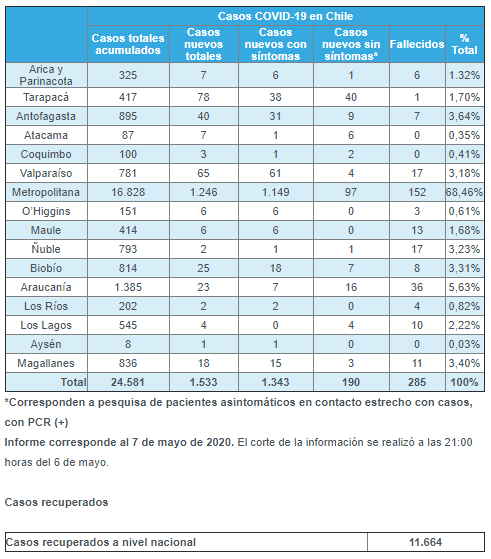 Casos COVID-19 en Chile
Casos totales acumulados Casos nuevos totales Casos nuevos con síntomas Casos nuevos sin síntomas* Fallecidos % Total
Arica y Parinacota 325 7 6 1 6 1.32%
Tarapacá 417 78 38 40 1 1,70%
Antofagasta 895 40 31 9 7 3,64%
Atacama 87 7 1 6 0 0,35%
Coquimbo 100 3 1 2 0 0,41%
Valparaíso 781 65 61 4 17 3,18%
Metropolitana 16.828 1.246 1.149 97 152 68,46%
O’Higgins 151 6 6 0 3 0,61%
Maule 414 6 6 0 13 1,68%
Ñuble 793 2 1 1 17 3,23%
Biobío 814 25 18 7 8 3,31%
Araucanía 1.385 23 7 16 36 5,63%
Los Ríos 202 2 2 0 4 0,82%
Los Lagos 545 4 0 4 10 2,22%
Aysén 8 1 1 0 0 0,03%
Magallanes 836 18 15 3 11 3,40%
Total 24.581 1.533 1.343 190 285 100%
*Corresponden a pesquisa de pacientes asintomáticos en contacto estrecho con casos,
con PCR (+)
Informe corresponde al 7 de mayo de 2020. El corte de la información se realizó a las 21:00
horas del 6 de mayo.
Casos recuperados
Casos recuperados a nivel nacional 11.664